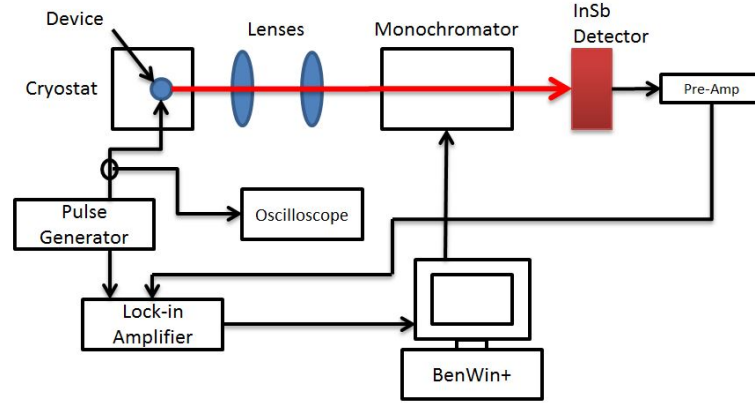 Device
Lenses
Monochromator
InSb
Detector
Cryostat
Pre-Amp
Pulse
Generator
Oscilloscope
Lock-in
Amplifier
BenWin+